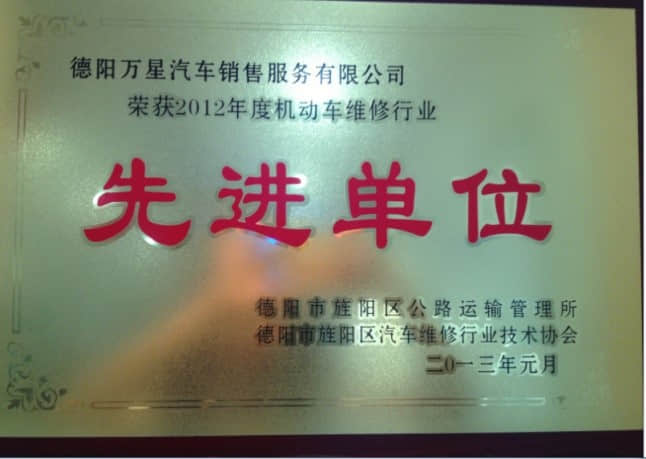 德阳万星汽车销售服务有限公司
荣获2012年度机动车维修行业
先进单位
德阳市旌阳区公路运输管理所
德阳市旌阳区汽车维修行业技术协会
二0一三年元月